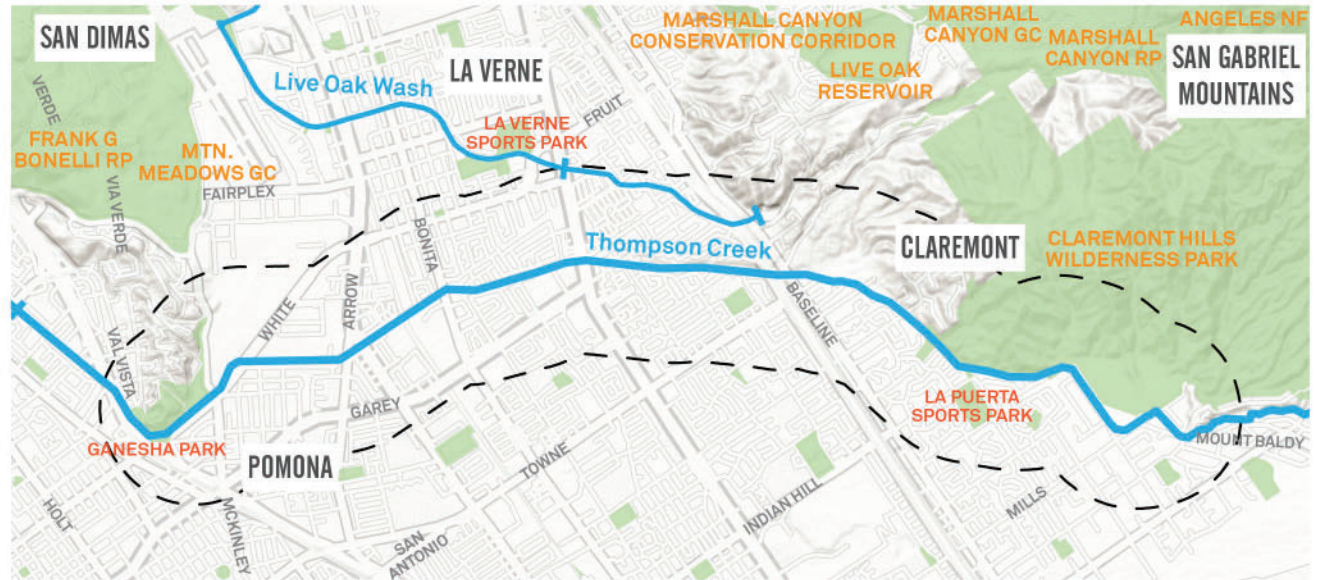 SAN DIMAS
LA VERNE
MARSHALL CANYON
CONSERVATION CORRIDOR
MARSHALL
CANYON GC
MARSHALL
CANYON RP
ANGELES NF
SAN GABRIEL
MOUNTAINS
LIVE OAK
RESERVOIR
Live Oak Wash
VERDE
FRUIT
LA VERNE
SPORTS PARK
FRANK G
BONELLI RP
MTN.
MEADOWS GC
VIA VERDE
FAIRPLEX
BONITA
Thompson Creek
CLAREMONT
CLAREMONT HILLS
WILDERNESS PARK
WHITE
ARROW
BASELINE
VAL VISTA
GAREY
LA PUERTA
SPORTS PARK
GANESHA PARK
POMONA
MOUNT BALDY
TOWNE
HOLT
MCKINLEY
SAN
ANTONIO
INDIAN HILL
MILLS